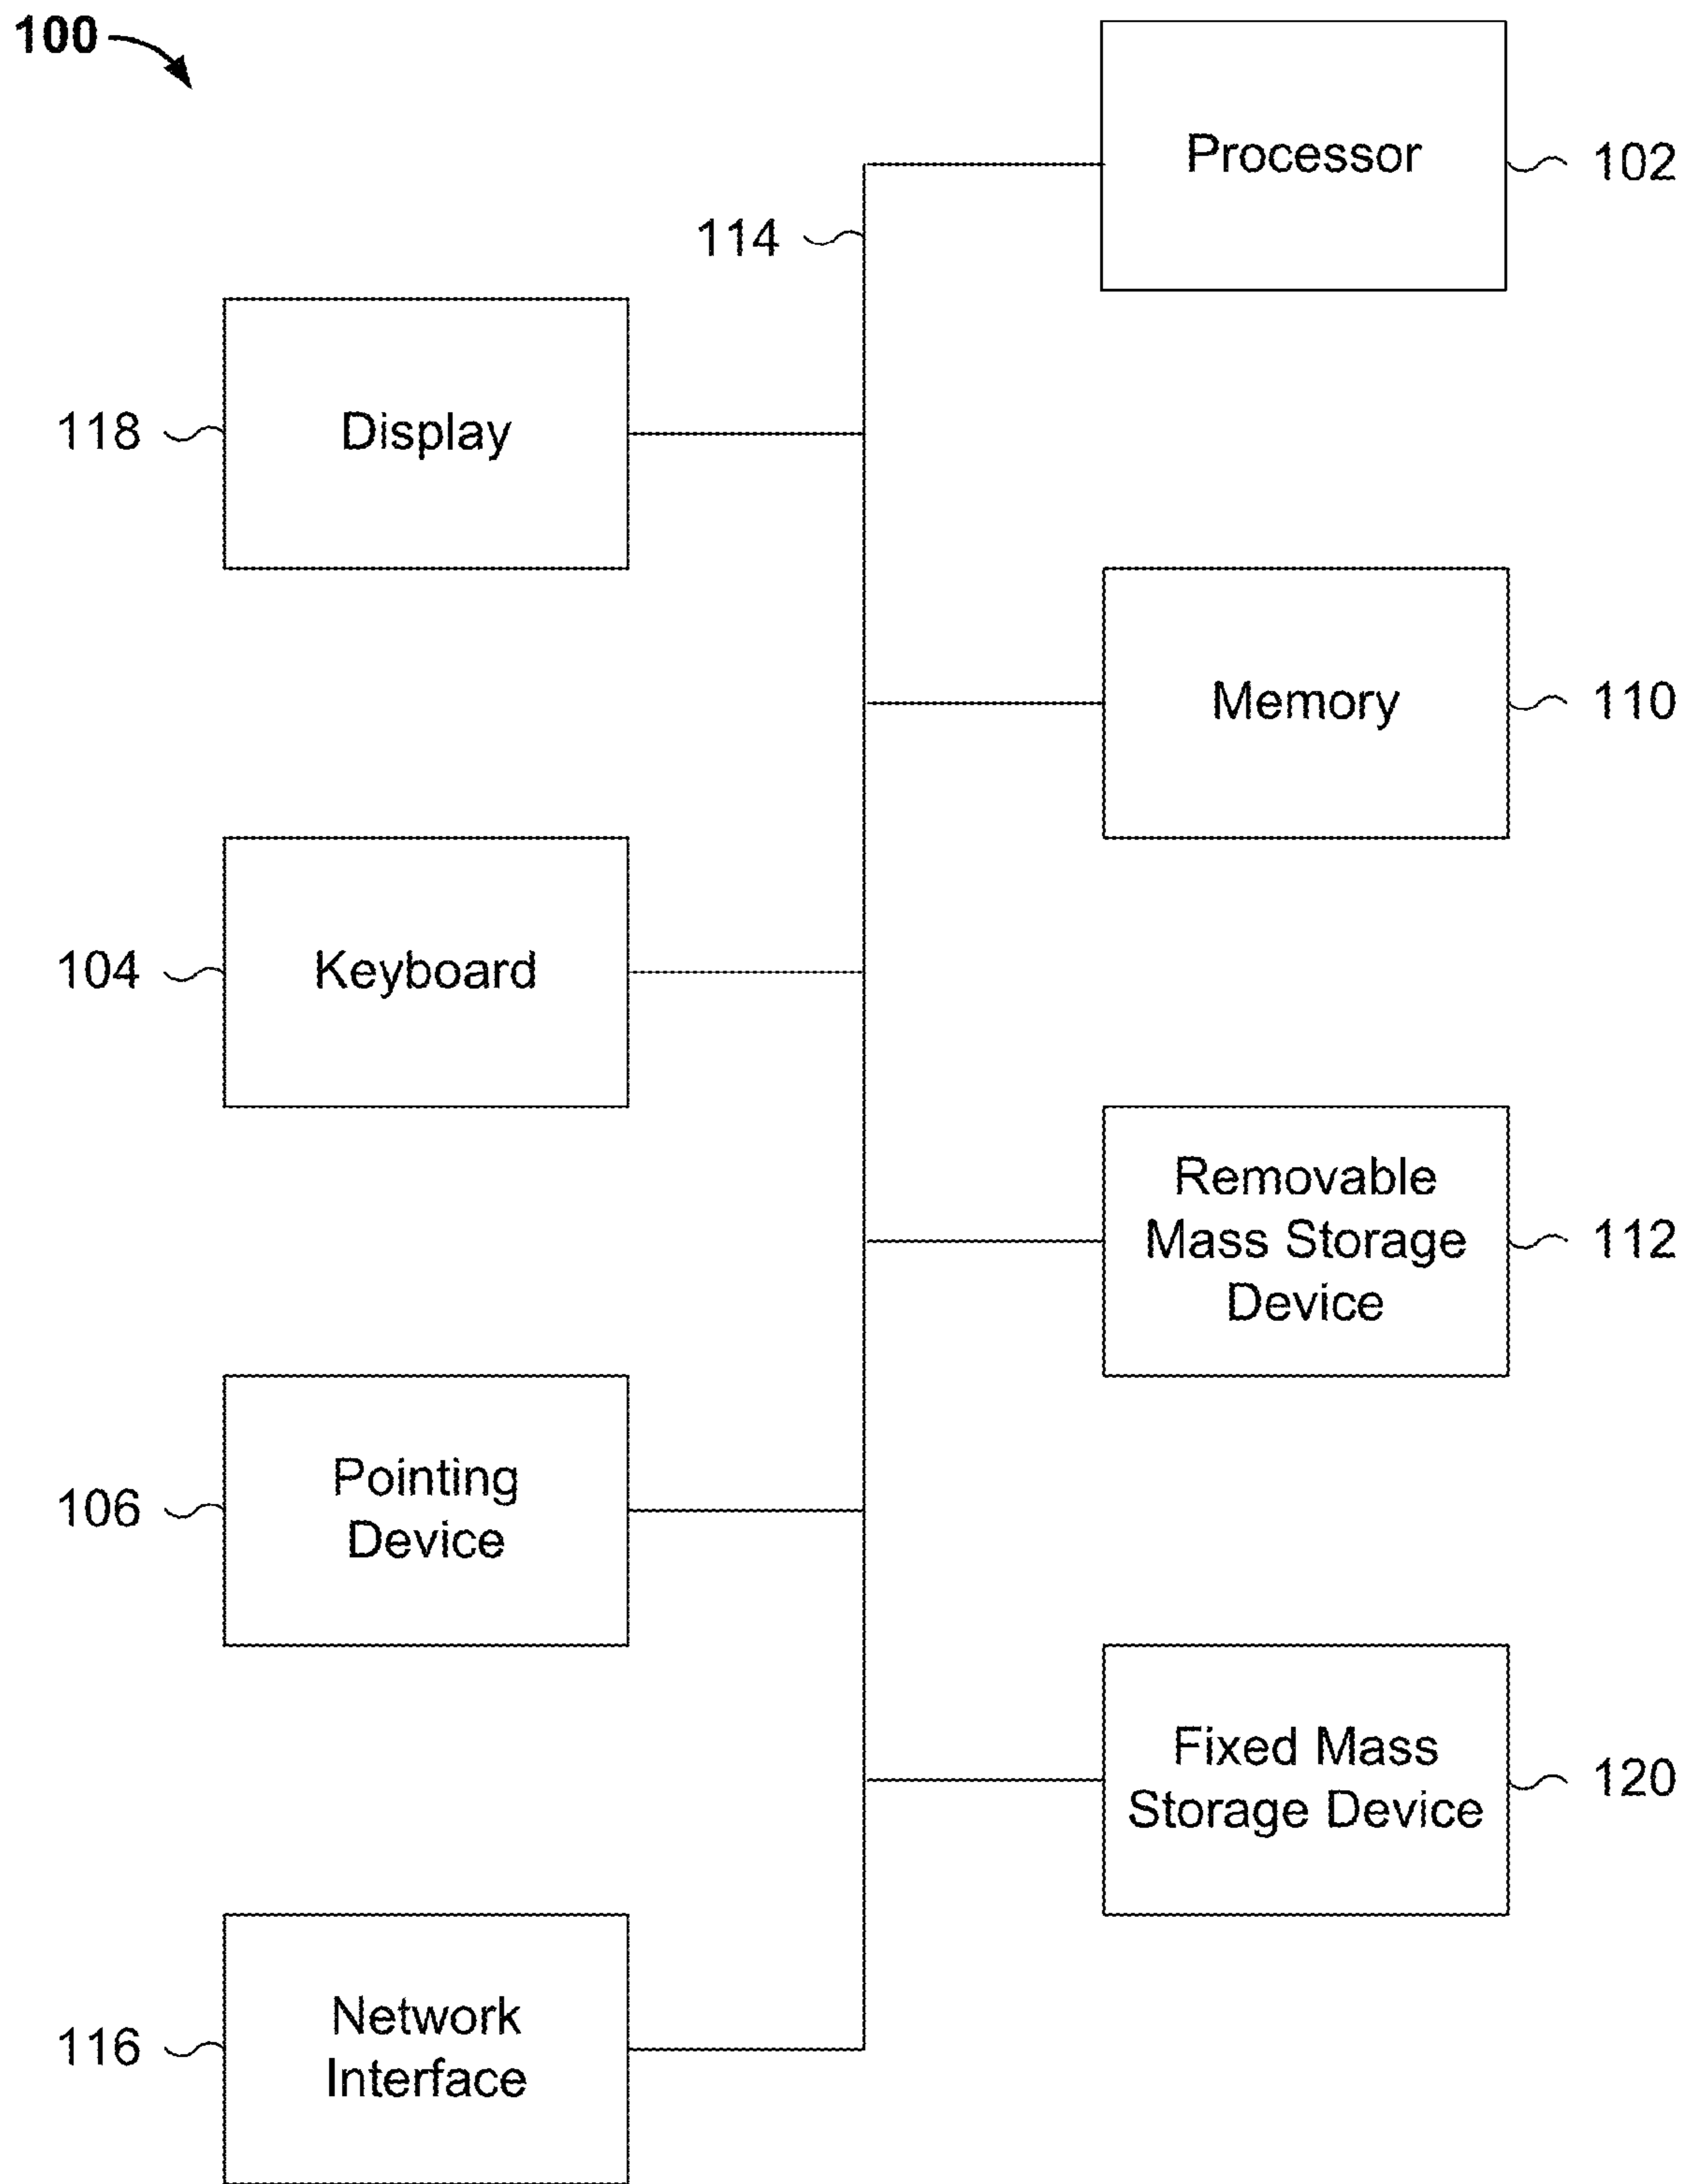 100
Processor
102
114
118
Display
Memory
110
104
Keyboard
Removable
Mass Storage
Device
112
106
Pointing
Device
Fixed Mass
Storage Device
120
116
Network
Interface